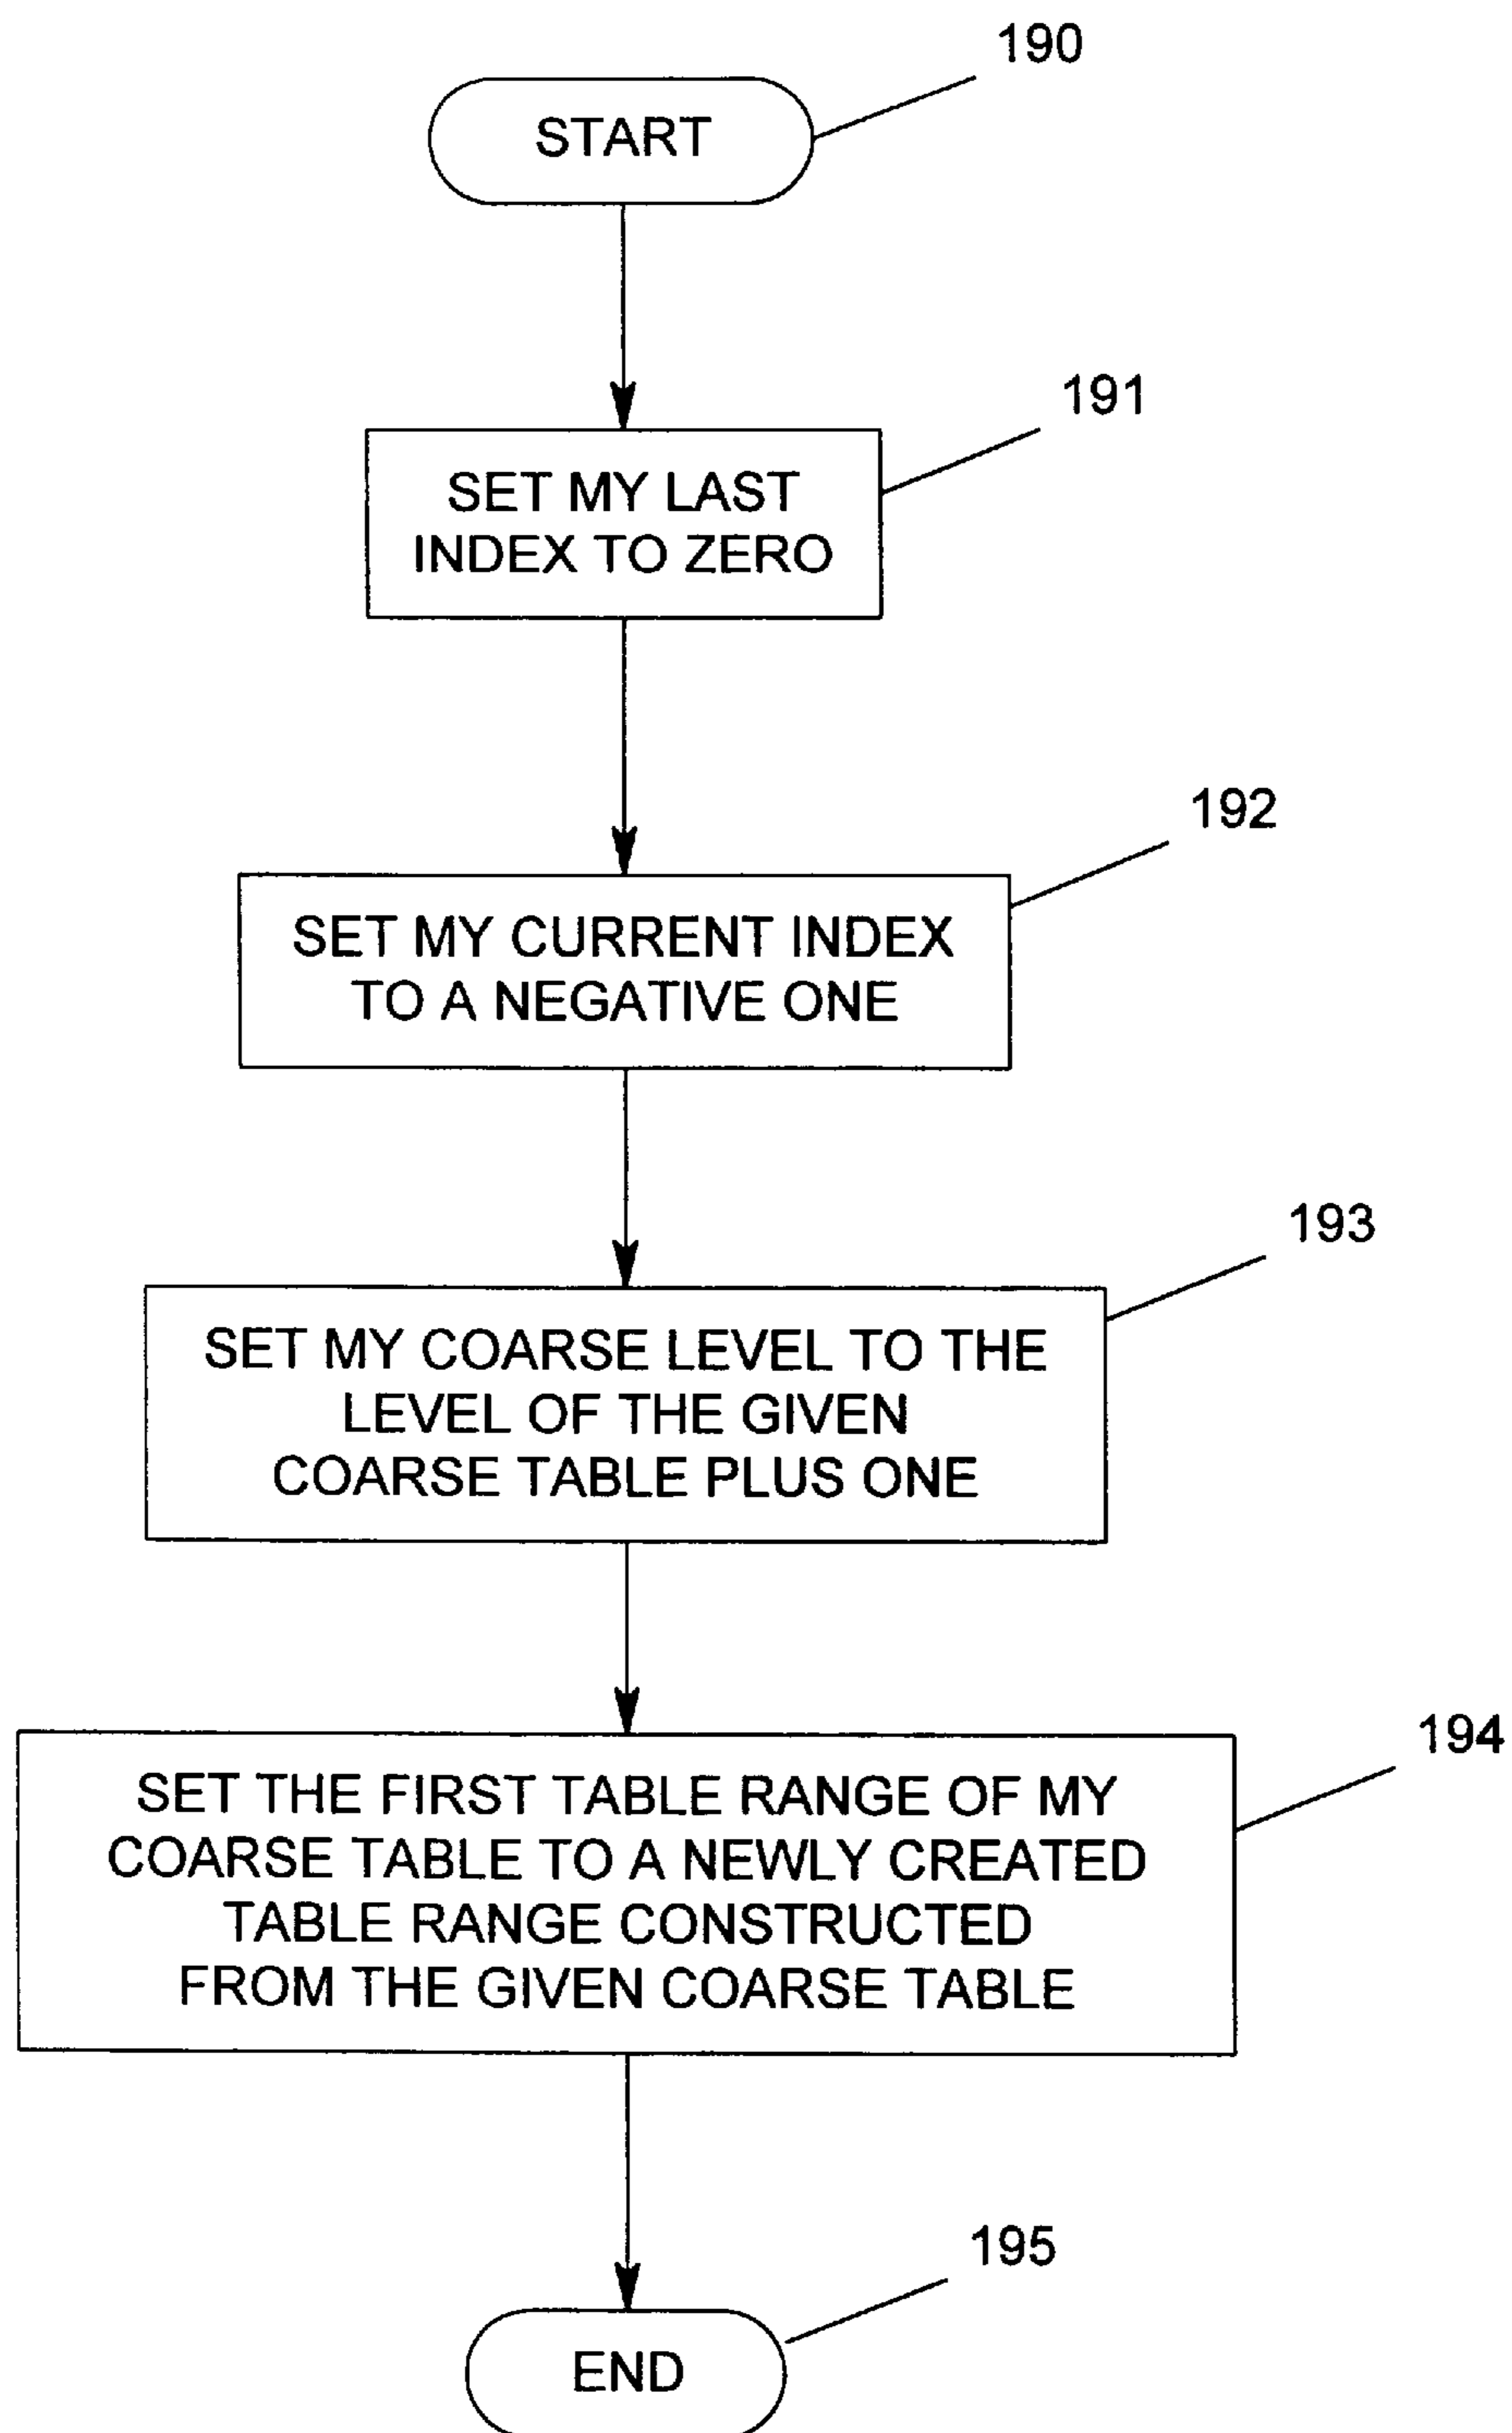 190
START
191
SET MY LAST
INDEX TO ZERO
192
SET MY CURRENT INDEX
TO A NEGATIVE ONE
193
SET MY COARSE LEVEL TO THE
LEVEL OF THE GIVEN
COARSE TABLE PLUS ONE
194
SET THE FIRST TABLE RANGE OF MY
COARSE TABLE TO A NEWLY CREATED
TABLE RANGE CONSTRUCTED
FROM THE GIVEN COARSE TABLE
195
END